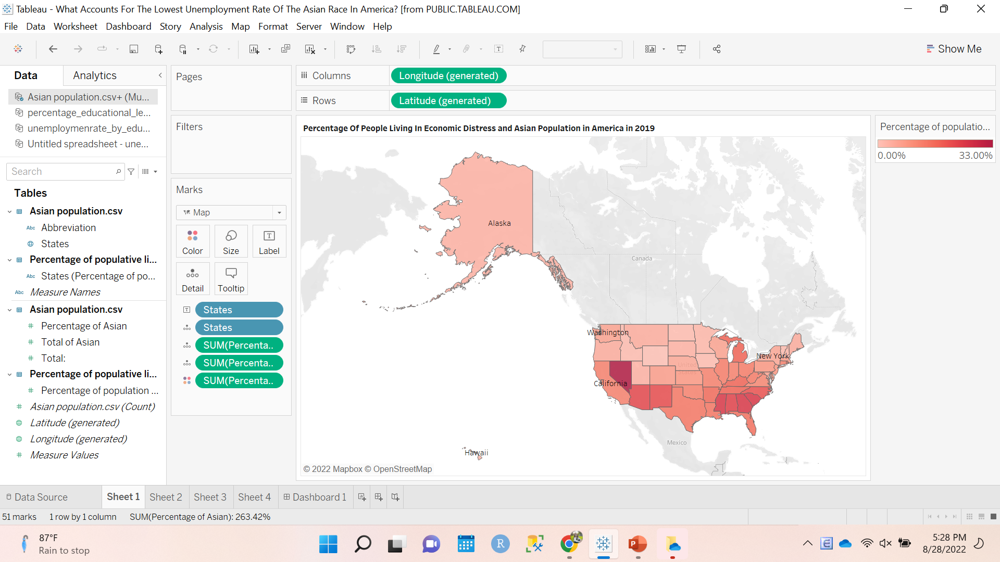 Tableau - What Accounts For The Lowest Unemployment Rate Of The Asian Race In America? [from PUBLIC.TABLEAU.COM]
File Data Worksheet Dashboard Story Analysis Map Format Server Window Help
Show Me
Data Analytics
Asian population.csv+ (Mu...
percentage_educational_le...
unemploymenrate_by_edu...
Untitled spreadsheet - une...
Search
Tables
Asian population.csv
Abc Abbreviation
States
Percentage of populative li...
Abc States (Percentage of po...
Abc Measure Names
Asian population.csv
# Percentage of Asian
# Total of Asian
# Total:
Percentage of populative li...
# Percentage of population ...
# Asian population.csv (Count)
Latitude (generated)
Longitude (generated)
# Measure Values
Pages
Filters
Marks
Map
Color Size Label
T
Detail Tooltip
T States
States
SUM(Percenta..
SUM(Percenta..
SUM(Percenta..
Columns Longitude (generated)
Rows Latitude (generated)
Percentage Of People Living In Economic Distress and Asian Population in America in 2019
Alaska
Canada
Washington
New York
United
States
California
Mexico
Hawaii
© 2022 Mapbox © OpenStreetMap
Percentage of populatio...
0.00% 33.00%
Data Source Sheet 1 Sheet 2 Sheet 3 Sheet 4 Dashboard 1
51 marks 1 row by 1 column SUM(Percentage of Asian): 263.42%
87°F
Rain to stop
R
P
E
5:28 PM
8/28/2022